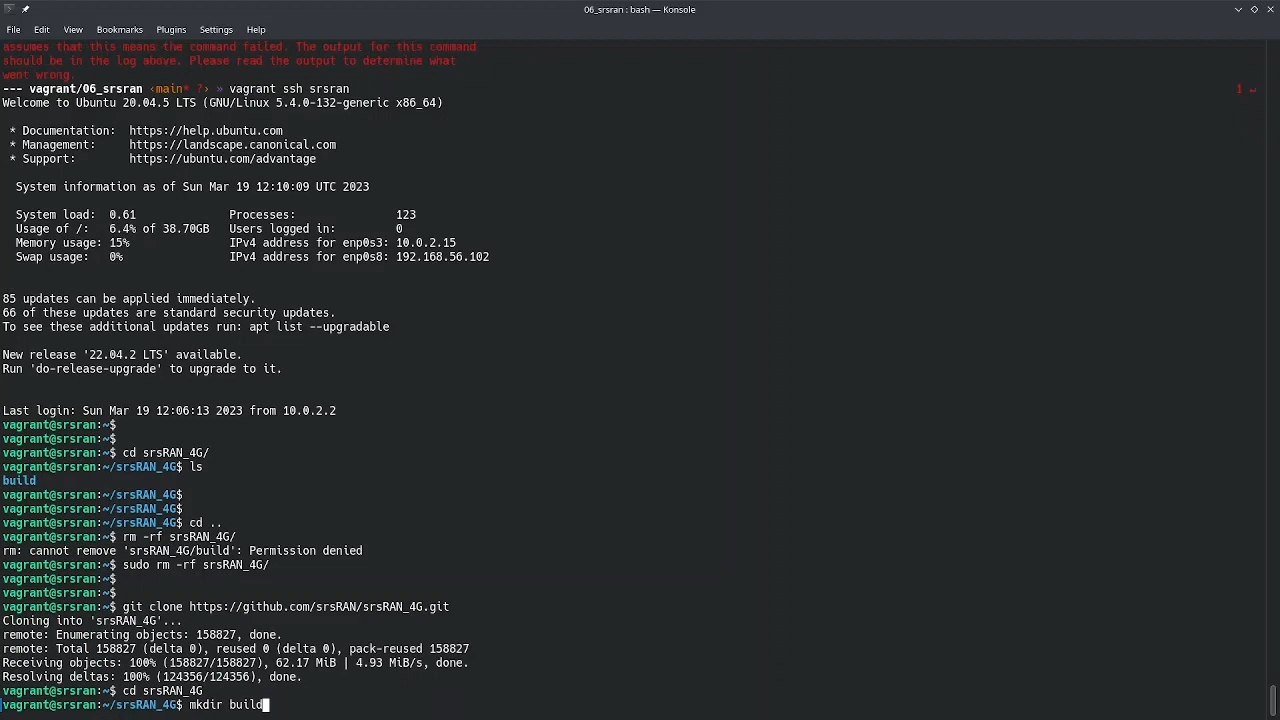 06_srsran : bash — Konsole
File Edit View Bookmarks Plugins Settings Help
assumes that this means the command failed. The output for this command
should be in the log above. Please read the output to determine what
went wrong.
--- vagrant/06_srsran ‹main* ?› » vagrant ssh srsran 1 ↵
Welcome to Ubuntu 20.04.5 LTS (GNU/Linux 5.4.0-132-generic x86_64)
* Documentation: https://help.ubuntu.com
* Management: https://landscape.canonical.com
* Support: https://ubuntu.com/advantage
System information as of Sun Mar 19 12:10:09 UTC 2023
System load: 0.61 Processes: 123
Usage of /: 6.4% of 38.70GB Users logged in: 0
Memory usage: 15% IPv4 address for enp0s3: 10.0.2.15
Swap usage: 0% IPv4 address for enp0s8: 192.168.56.102
85 updates can be applied immediately.
66 of these updates are standard security updates.
To see these additional updates run: apt list --upgradable
New release '22.04.2 LTS' available.
Run 'do-release-upgrade' to upgrade to it.
Last login: Sun Mar 19 12:06:13 2023 from 10.0.2.2
vagrant@srsran:~$
vagrant@srsran:~$
vagrant@srsran:~$ cd srsRAN_4G/
vagrant@srsran:~/srsRAN_4G$ ls
build
vagrant@srsran:~/srsRAN_4G$
vagrant@srsran:~/srsRAN_4G$
vagrant@srsran:~/srsRAN_4G$ cd ..
vagrant@srsran:~$ rm -rf srsRAN_4G/
rm: cannot remove 'srsRAN_4G/build': Permission denied
vagrant@srsran:~$ sudo rm -rf srsRAN_4G/
vagrant@srsran:~$
vagrant@srsran:~$
vagrant@srsran:~$ git clone https://github.com/srsRAN/srsRAN_4G.git
Cloning into 'srsRAN_4G'...
remote: Enumerating objects: 158827, done.
remote: Total 158827 (delta 0), reused 0 (delta 0), pack-reused 158827
Receiving objects: 100% (158827/158827), 62.17 MiB | 4.93 MiB/s, done.
Resolving deltas: 100% (124356/124356), done.
vagrant@srsran:~$ cd srsRAN_4G
vagrant@srsran:~/srsRAN_4G$ mkdir build